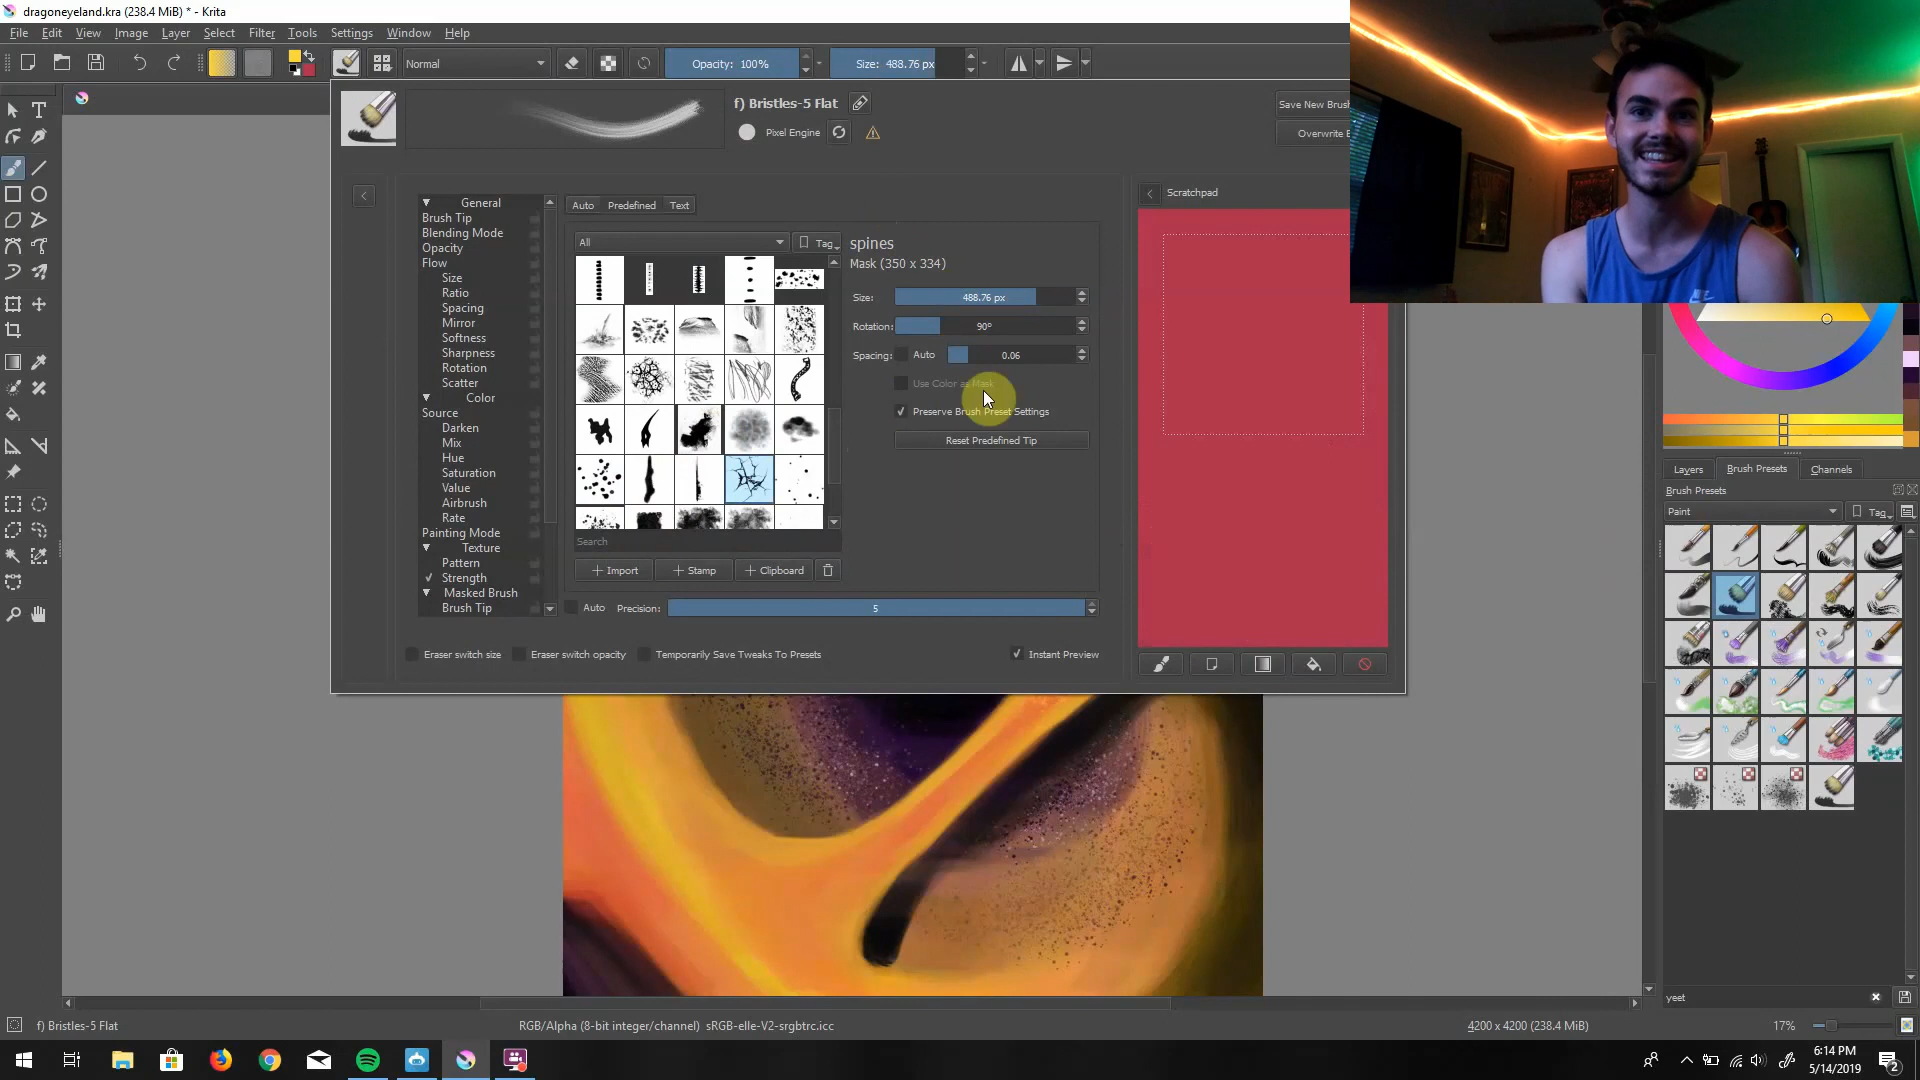 dragoneyeland.kra (238.4 MiB) * - Krita
File Edit View Image Layer Select Filter Tools Settings Window Help
Normal Opacity: 100% Size: 488.76 px
f) Bristles-5 Flat
Pixel Engine
Save New Brush
Overwrite B
Scratchpad
General
Brush Tip
Blending Mode
Opacity
Flow
Size
Ratio
Spacing
Mirror
Softness
Sharpness
Rotation
Scatter
Color
Source
Darken
Mix
Hue
Saturation
Value
Airbrush
Rate
Painting Mode
Texture
Pattern
Strength
Masked Brush
Brush Tip
Auto Predefined Text
All Tag
Search
Import Stamp Clipboard
spines
Mask (350 x 334)
Size: 488.76 px
Rotation: 90°
Spacing: Auto 0.06
Use Color as Mask
Preserve Brush Preset Settings
Reset Predefined Tip
Auto Precision: 5
Eraser switch size Eraser switch opacity Temporarily Save Tweaks To Presets Instant Preview
Layers Brush Presets Channels
Brush Presets
Paint Tag
yeet
f) Bristles-5 Flat RGB/Alpha (8-bit integer/channel) sRGB-elle-V2-srgbtrc.icc 4200 x 4200 (238.4 MiB) 17%
6:14 PM
5/14/2019
2